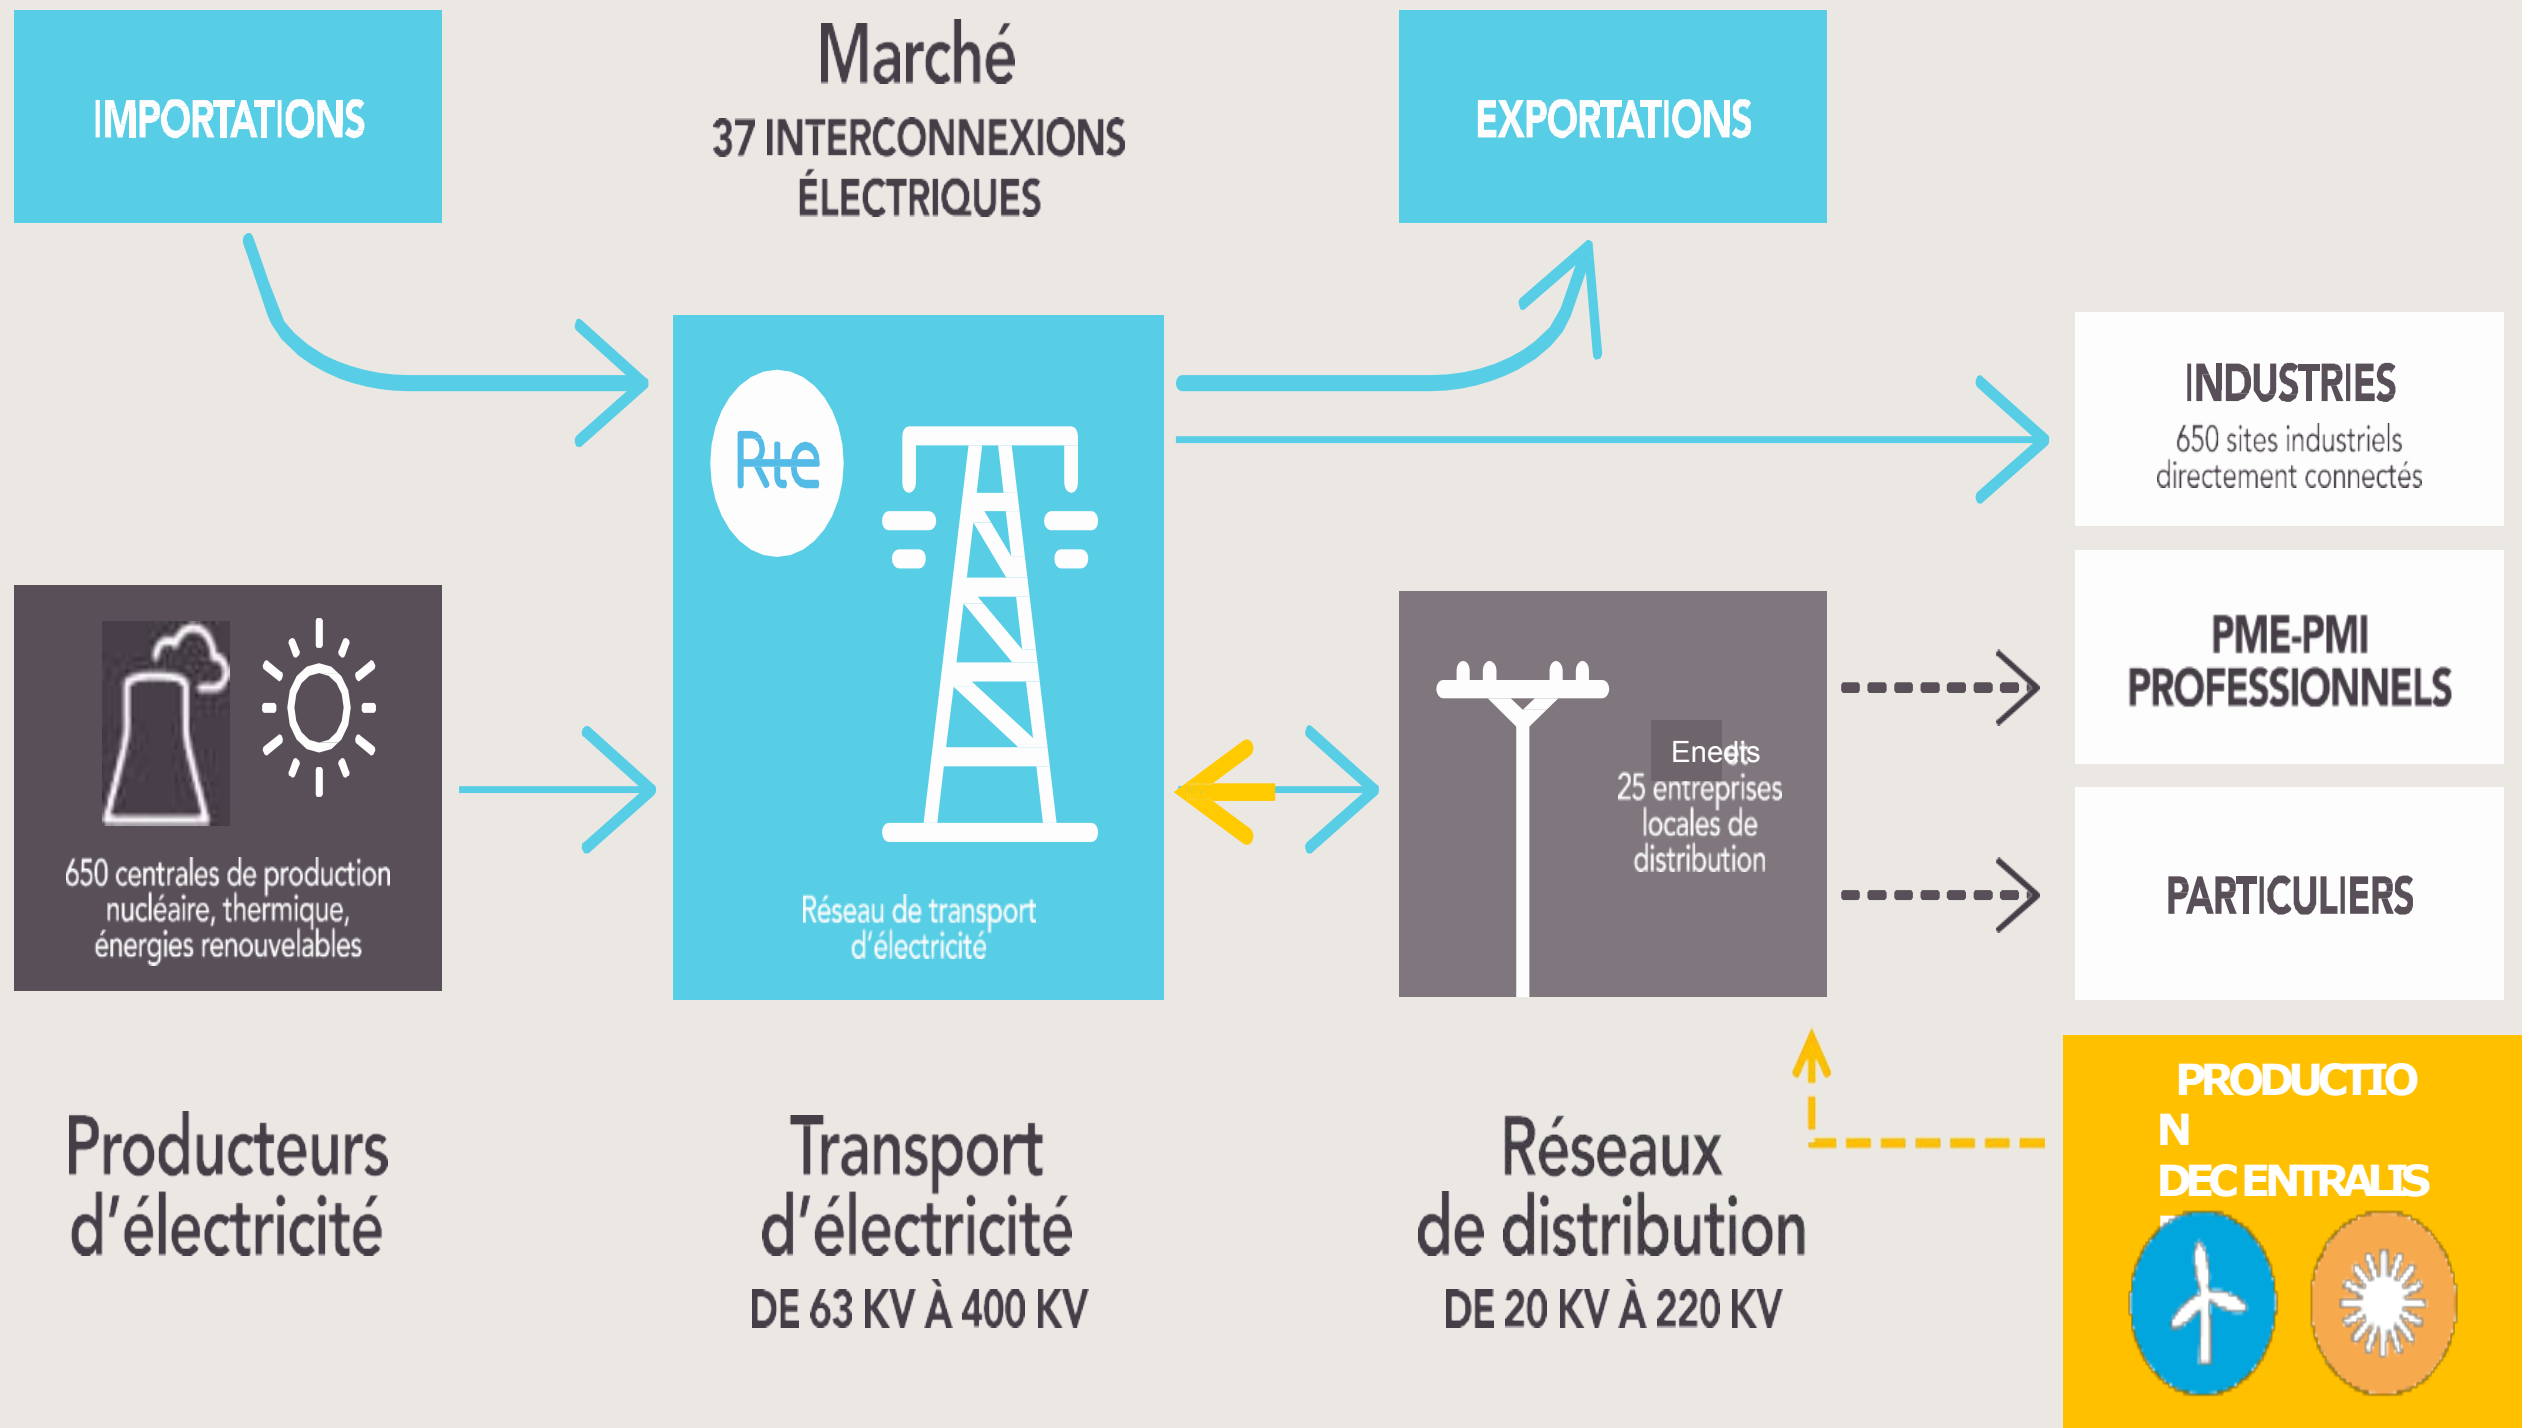 IMPORTATIONS
Marché
37 INTERCONNEXIONS
ÉLECTRIQUES
EXPORTATIONS
Rte
INDUSTRIES
650 sites industriels
directement connectés
PME-PMI
PROFESSIONNELS
PARTICULIERS
650 centrales de production
nucléaire, thermique,
énergies renouvelables
Réseau de transport
d'électricité
Enedis et
25 entreprises
locales de
distribution
Producteurs
d'électricité
Transport
d'électricité
DE 63 KV À 400 KV
Réseaux
de distribution
DE 20 KV À 220 KV
PRODUCTIO
N
DECENTRALIS